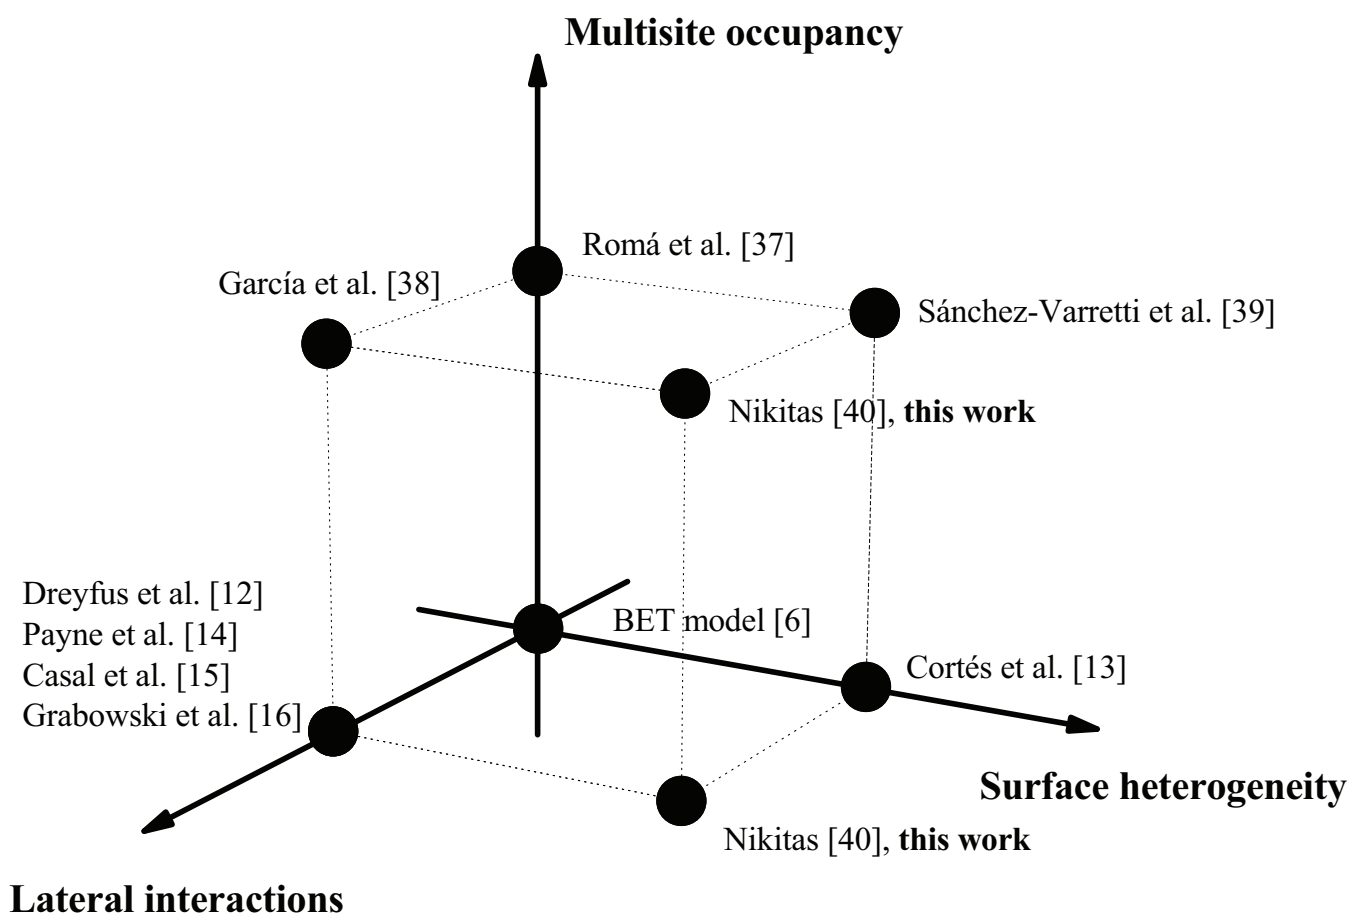 Multisite occupancy
Romá et al. [37]
García et al. [38]
Sánchez-Varretti et al. [39]
Nikitas [40], this work
Dreyfus et al. [12]
Payne et al. [14]
Casal et al. [15]
Grabowski et al. [16]
BET model [6]
Cortés et al. [13]
Surface heterogeneity
Nikitas [40], this work
Lateral interactions